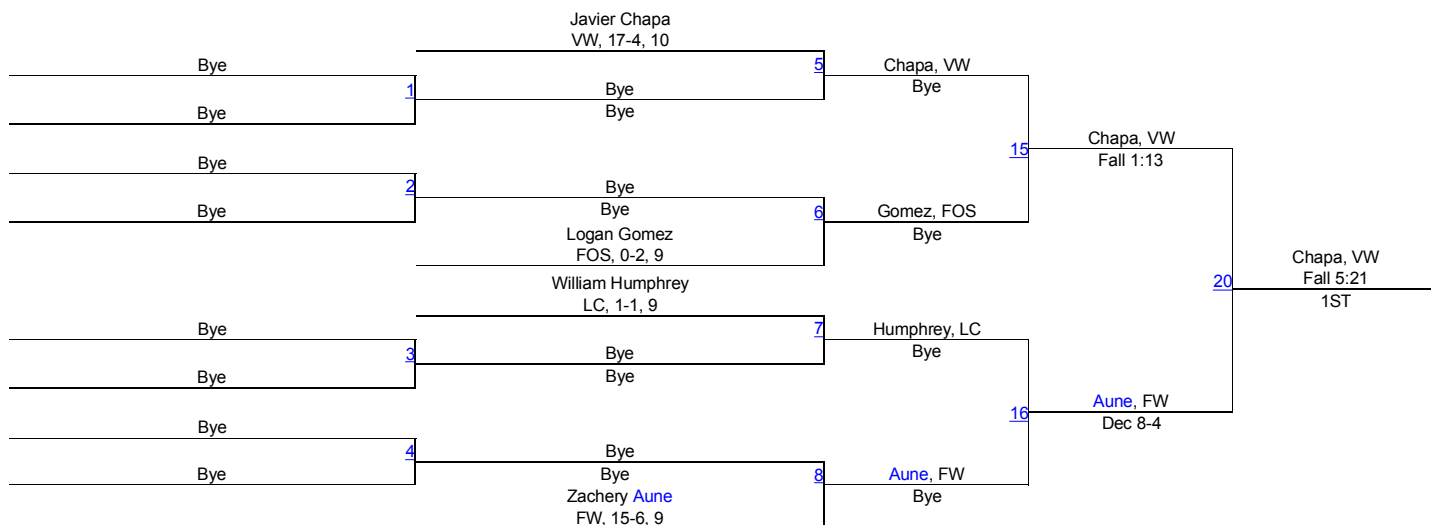 Javier Chapa
VW, 17-4, 10
Bye
1
Bye
Bye
Bye
5
Chapa, VW
Bye
Bye
2
Bye
Bye
Bye
6
Logan Gomez
FOS, 0-2, 9
Gomez, FOS
Bye
15
Chapa, VW
Fall 1:13
William Humphrey
LC, 1-1, 9
Bye
3
Bye
Bye
Bye
7
Humphrey, LC
Bye
Bye
4
Bye
Bye
Bye
8
Zachery Aune
FW, 15-6, 9
Aune, FW
Bye
16
Aune, FW
Dec 8-4
20
Chapa, VW
Fall 5:21
1ST